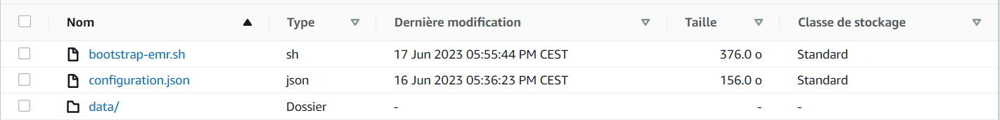 Nom Type Dernière modification Taille Classe de stockage
bootstrap-emr.sh sh 17 Jun 2023 05:55:44 PM CEST 376.0 o Standard
configuration.json json 16 Jun 2023 05:36:23 PM CEST 156.0 o Standard
data/ Dossier - - -